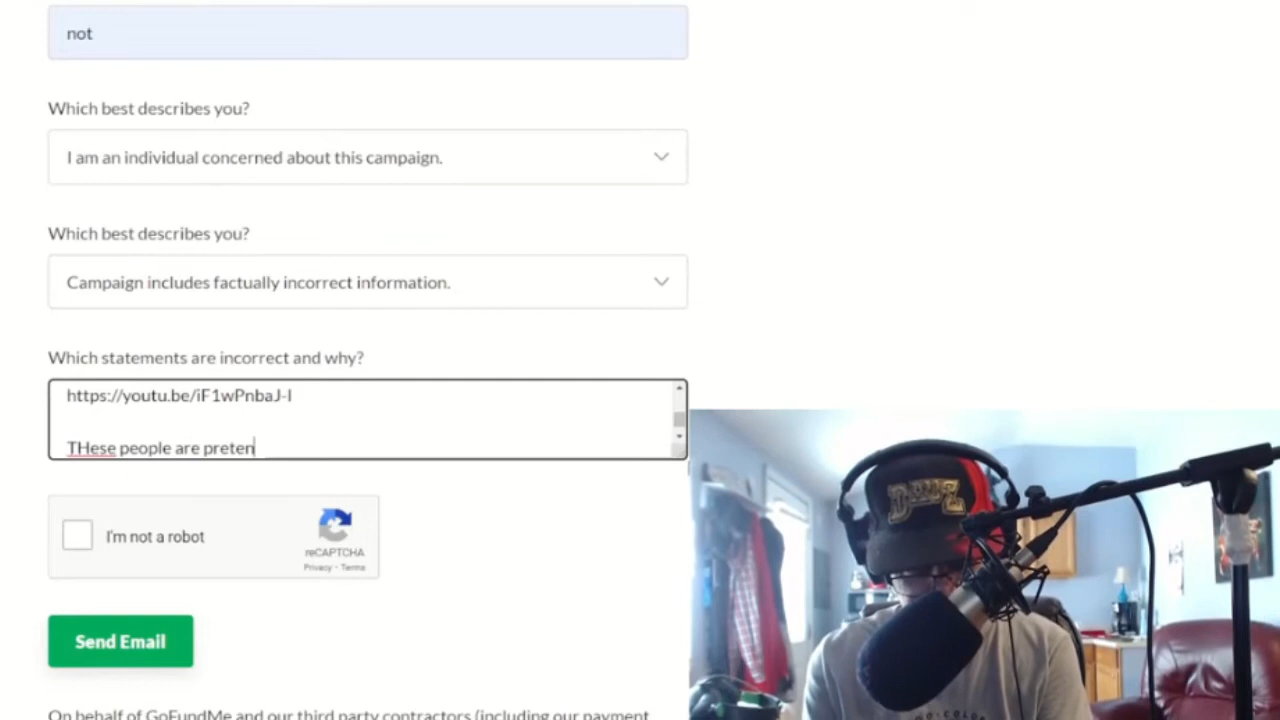 not
Which best describes you?
I am an individual concerned about this campaign.
Which best describes you?
Campaign includes factually incorrect information.
Which statements are incorrect and why?
https://youtu.be/iF1wPnbaJ-I
THese people are preten
I'm not a robot
reCAPTCHA
Privacy - Terms
Send Email
On behalf of GoFundMe and our third party contractors (including our payment